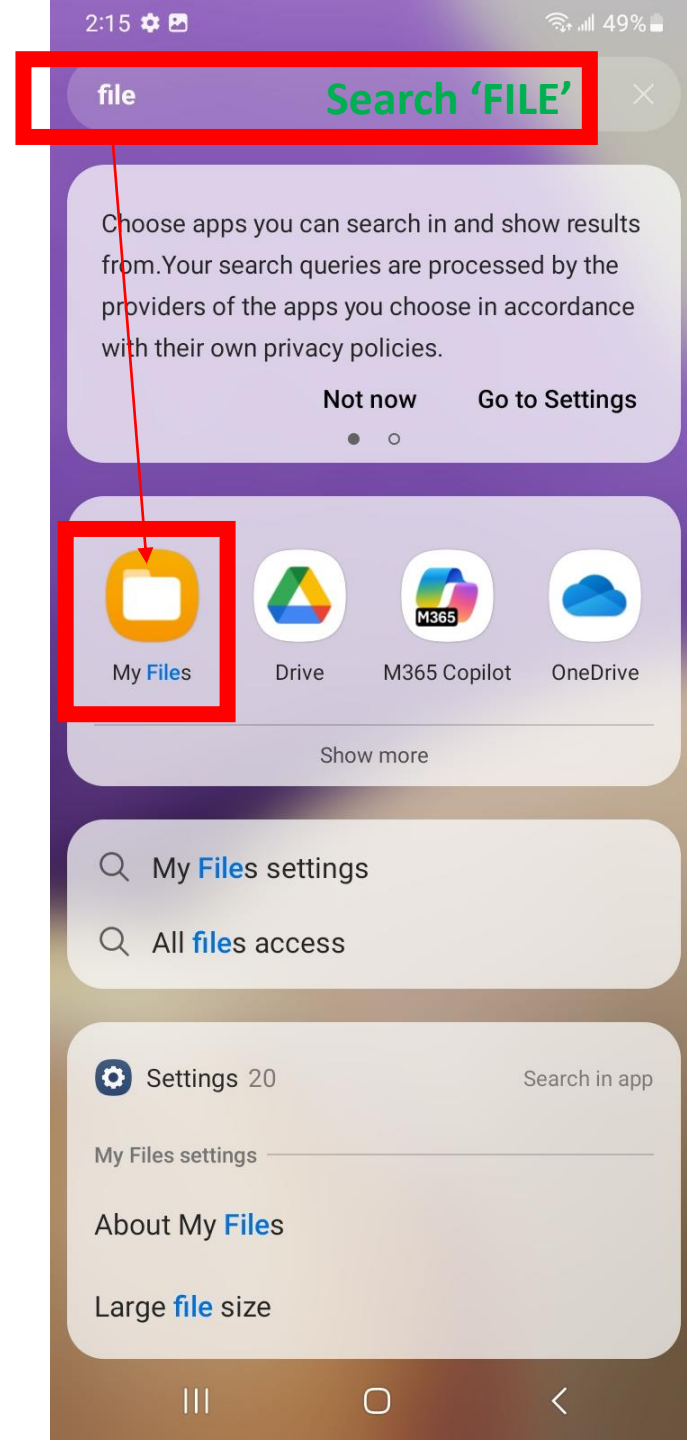 2:15 49%
file Search ‘FILE’
Choose apps you can search in and show results
from.Your search queries are processed by the
providers of the apps you choose in accordance
with their own privacy policies.
Not now Go to Settings
M365
My Files Drive M365 Copilot OneDrive
Show more
My Files settings
All files access
Settings 20 Search in app
My Files settings
About My Files
Large file size